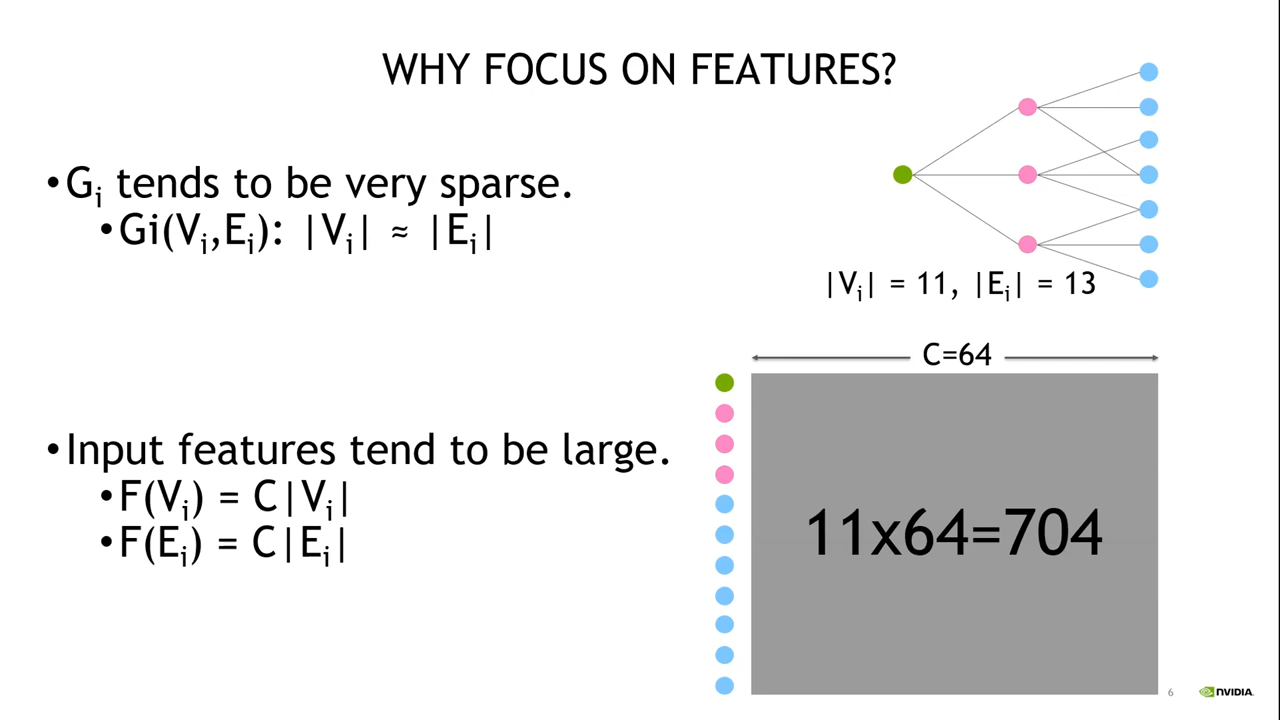 WHY FOCUS ON FEATURES?
•Gᵢ tends to be very sparse.
•Gi(Vᵢ,Eᵢ): |Vᵢ| ≈ |Eᵢ|
|Vᵢ| = 11, |Eᵢ| = 13
•Input features tend to be large.
•F(Vᵢ) = C|Vᵢ|
•F(Eᵢ) = C|Eᵢ|
C=64
11x64=704
6
NVIDIA.